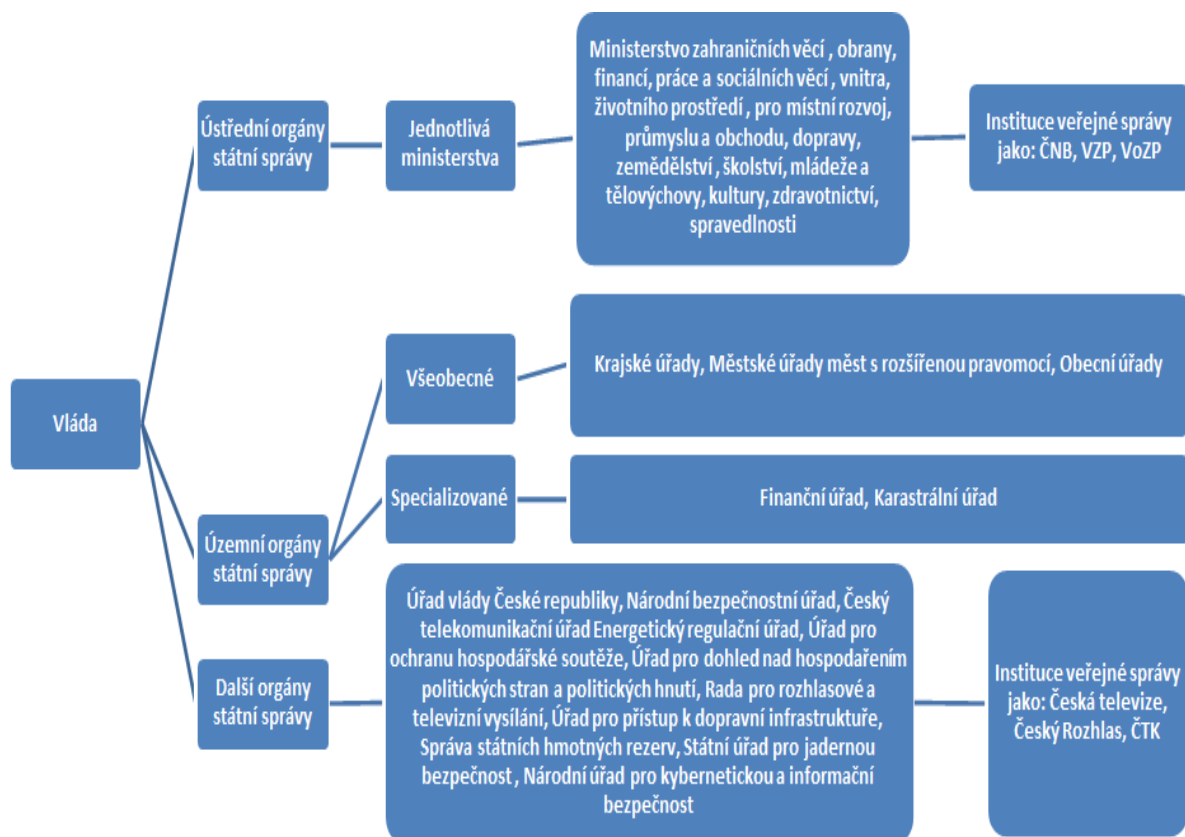 Vláda
Ústřední orgány
státní správy
Jednotlivá
ministerstva
Ministerstvo zahraničních věcí , obrany,
financí, práce a sociálních věcí , vnitra,
životního prostředí , pro místní rozvoj,
průmyslu a obchodu, dopravy,
zemědělství , školství, mládeže a
tělovýchovy, kultury, zdravotnictví,
spravedlnosti
Instituce veřejné správy
jako: ČNB, VZP, VoZP
Územní orgány
státní správy
Všeobecné
Krajské úřady, Městské úřady měst s rozšířenou pravomocí, Obecní úřady
Specializované
Finanční úřad, Karastrální úřad
Další orgány
státní správy
Úřad vlády České republiky, Národní bezpečnostní úřad, Český
telekomunikační úřad Energetický regulační úřad, Úřad pro
ochranu hospodářské soutěže, Úřad pro dohled nad hospodařením
politických stran a politických hnutí, Rada pro rozhlasové a
televizní vysílání, Úřad pro přístup k dopravní infrastruktuře,
Správa státních hmotných rezerv, Státní úřad pro jadernou
bezpečnost , Národní úřad pro kybernetickou a informační
bezpečnost
Instituce veřejné správy
jako: Česká televize,
Český Rozhlas, ČTK